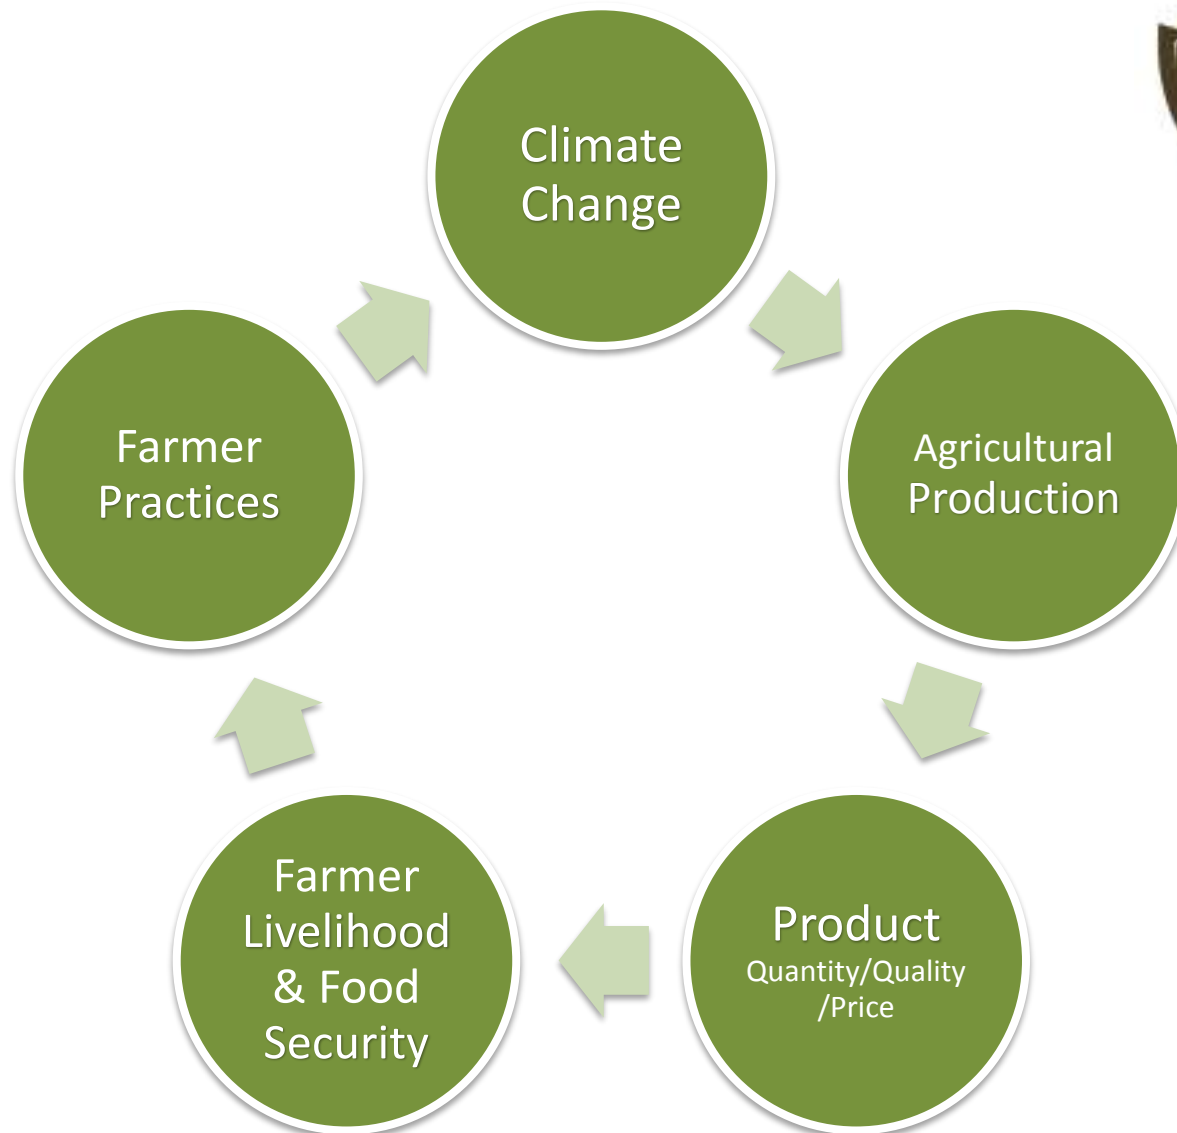 Climate
Change
Agricultural
Production
Product
Quantity/Quality
/Price
Farmer
Livelihood
& Food
Security
Farmer
Practices